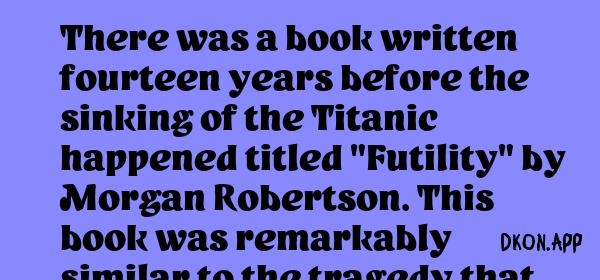 There was a book written
fourteen years before the
sinking of the Titanic
happened titled "Futility" by
Morgan Robertson. This
book was remarkably
DKON.APP
similar to the tragedy that